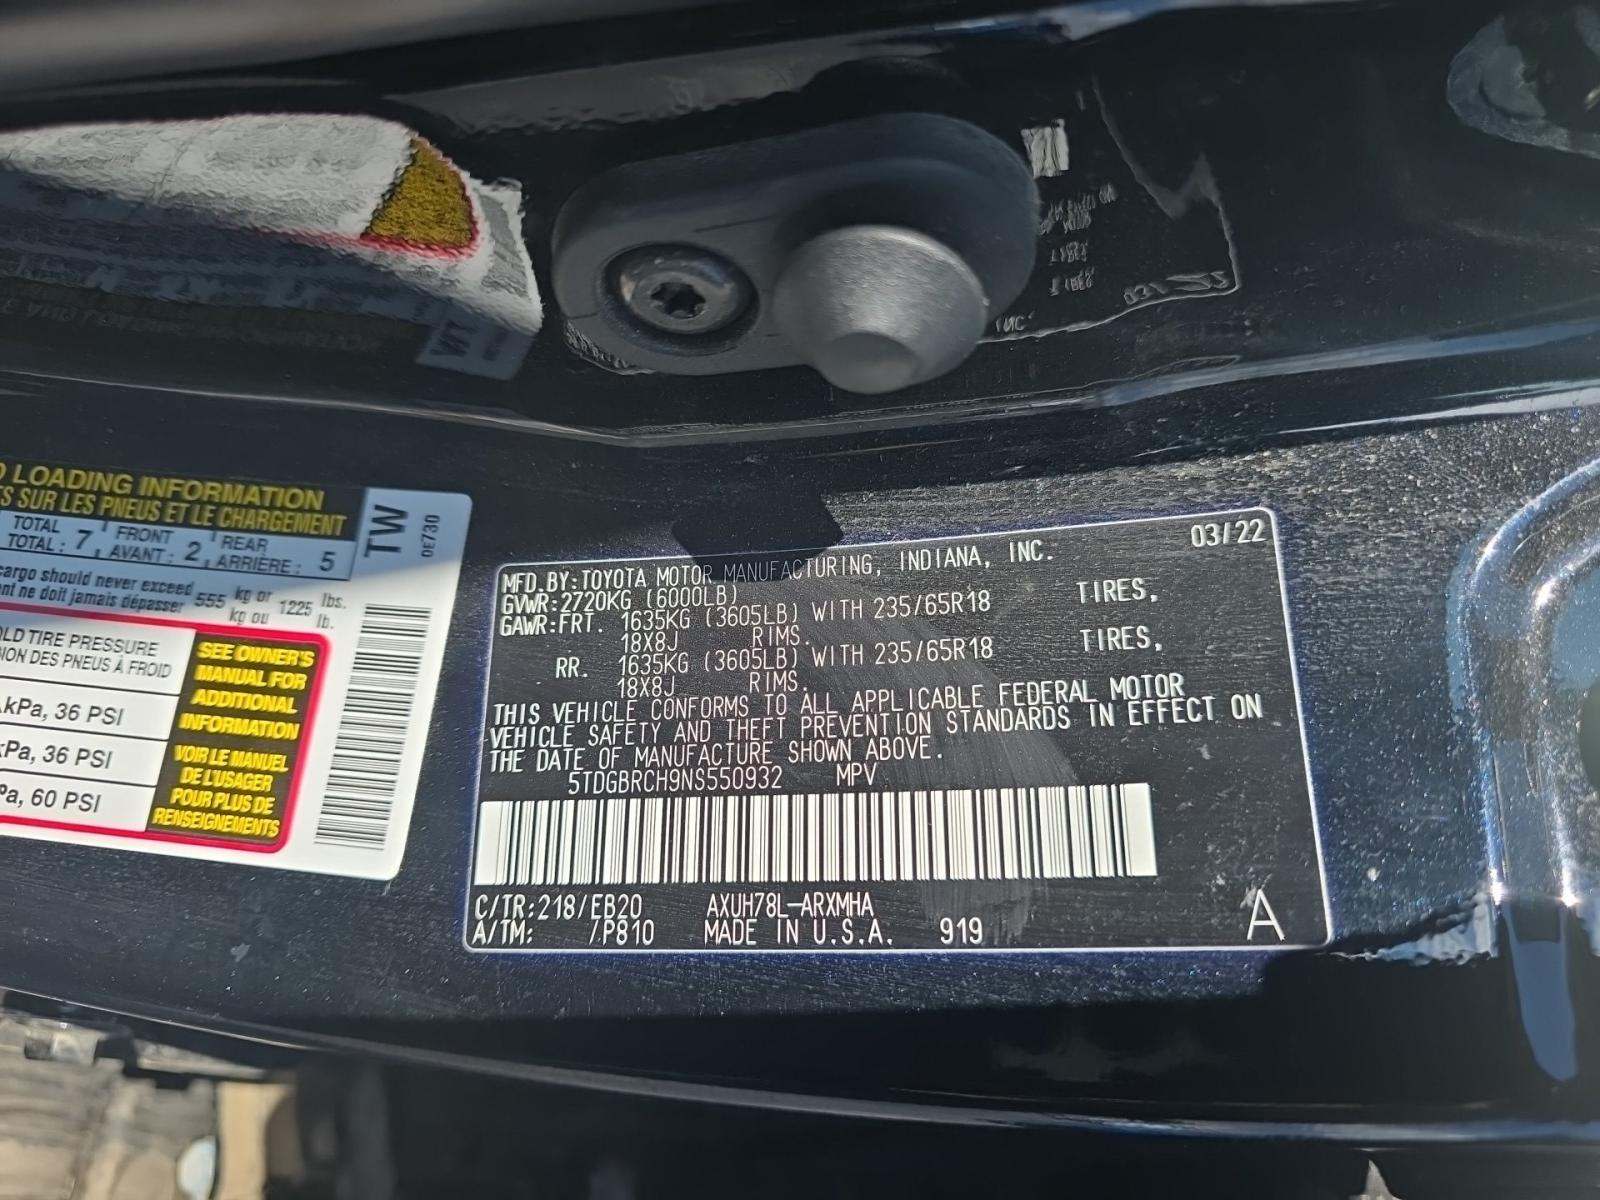 O LOADING INFORMATION
ES SUR LES PNEUS ET LE CHARGEMENT
TOTAL FRONT REAR
TOTAL : 7 AVANT : 2 ARRIÈRE : 5
cargo should never exceed 555 kg or 1225 lbs.
ent ne doit jamais dépasser kg ou lb.
OLD TIRE PRESSURE
ION DES PNEUS À FROID
kPa, 36 PSI
kPa, 36 PSI
Pa, 60 PSI
SEE OWNER'S
MANUAL FOR
ADDITIONAL
INFORMATION
VOIR LE MANUEL
DE L'USAGER
POUR PLUS DE
RENSEIGNEMENTS
TW
0E730
03/22
MFD.BY:TOYOTA MOTOR MANUFACTURING, INDIANA, INC.
GVWR:2720KG (6000LB)
GAWR:FRT. 1635KG (3605LB) WITH 235/65R18 TIRES,
18X8J RIMS.
RR. 1635KG (3605LB) WITH 235/65R18 TIRES,
18X8J RIMS.
THIS VEHICLE CONFORMS TO ALL APPLICABLE FEDERAL MOTOR
VEHICLE SAFETY AND THEFT PREVENTION STANDARDS IN EFFECT ON
THE DATE OF MANUFACTURE SHOWN ABOVE.
5TDGBRCH9NS550932 MPV
C/TR:218/EB20 AXUH78L-ARXMHA
A/TM: /P810 MADE IN U.S.A. 919 A